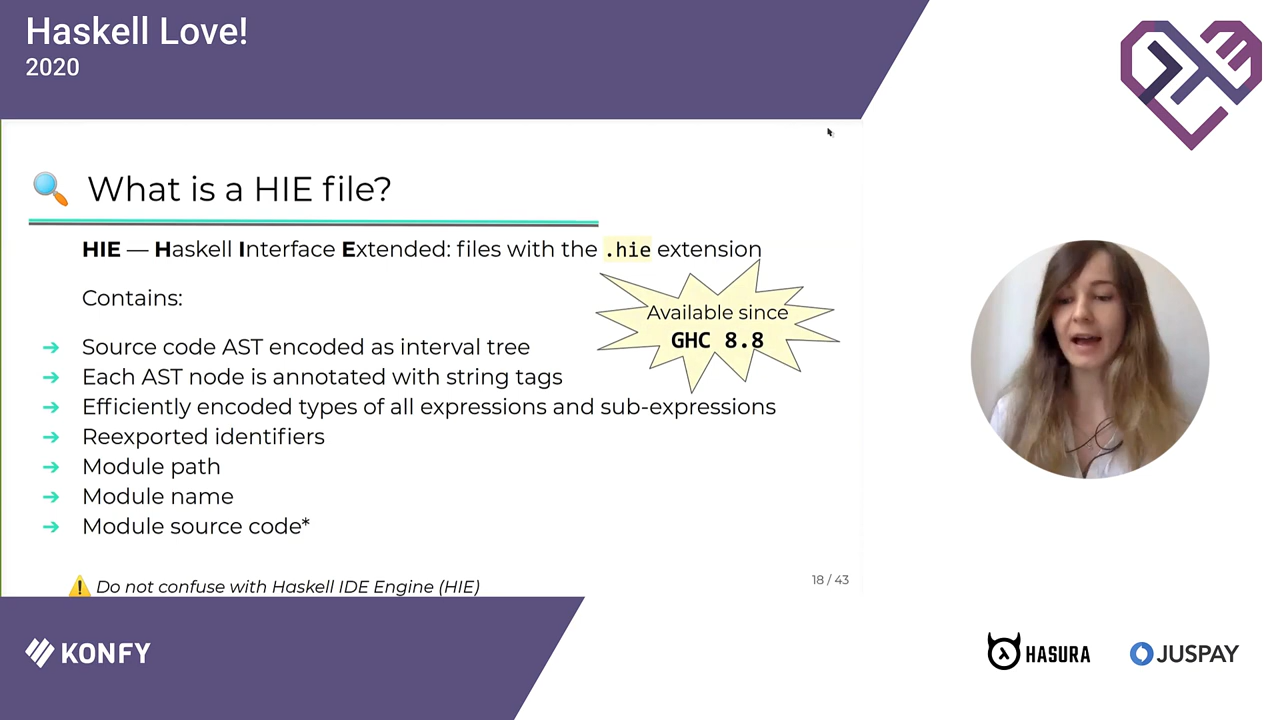 Haskell Love!
2020
What is a HIE file?
HIE — Haskell Interface Extended: files with the .hie extension
Contains:
Available since
GHC 8.8
➔ Source code AST encoded as interval tree
➔ Each AST node is annotated with string tags
➔ Efficiently encoded types of all expressions and sub-expressions
➔ Reexported identifiers
➔ Module path
➔ Module name
➔ Module source code*
⚠️ Do not confuse with Haskell IDE Engine (HIE)
18 / 43
KONFY
HASURA
JUSPAY